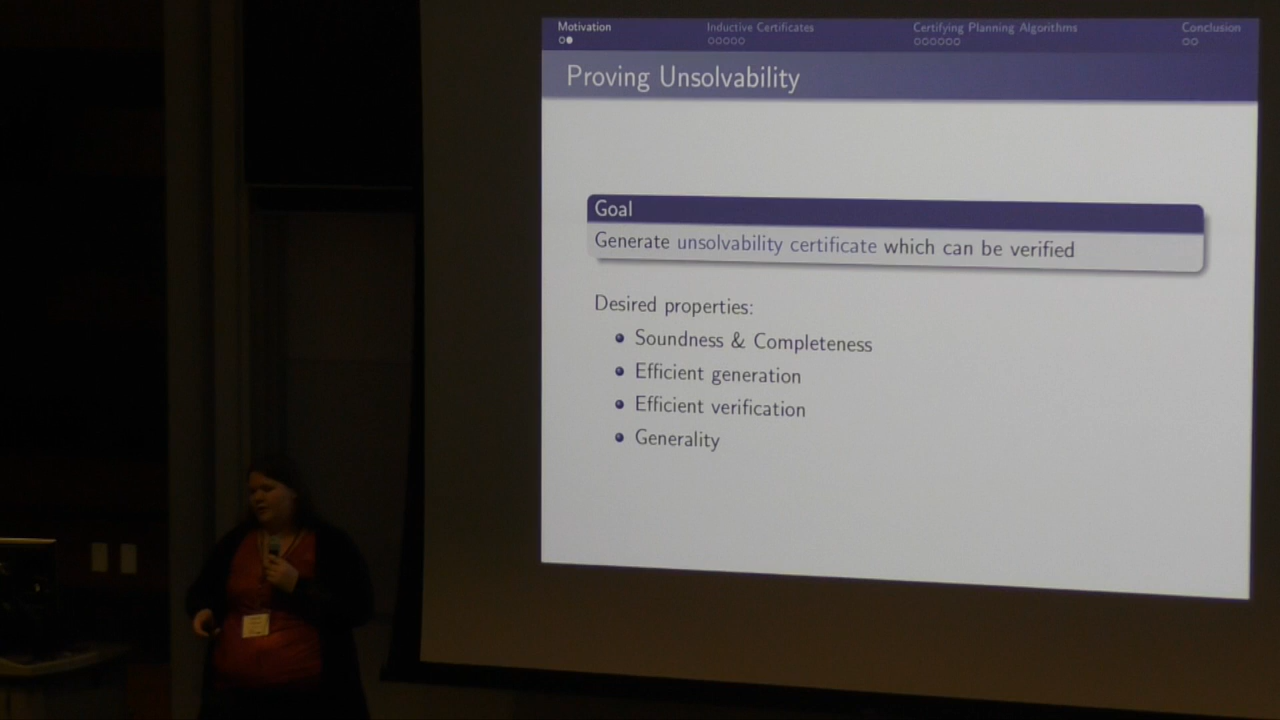 Motivation
Inductive Certificates
Certifying Planning Algorithms
Conclusion
Proving Unsolvability
Goal
Generate unsolvability certificate which can be verified
Desired properties:
Soundness & Completeness
Efficient generation
Efficient verification
Generality